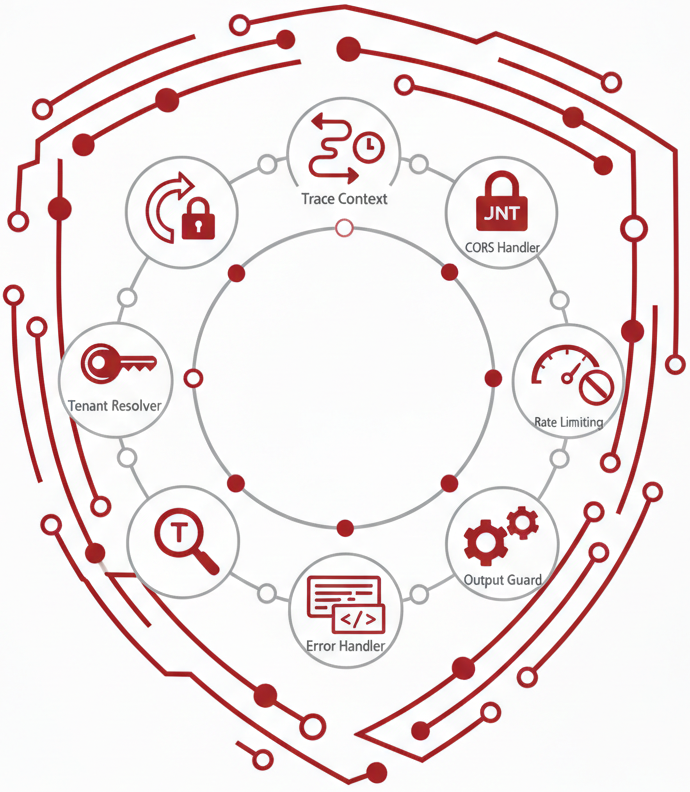 Trace Context
JNT
CORS Handler
Tenant Resolver
Rate Limiting
T
Output Guard
</>
Error Handler